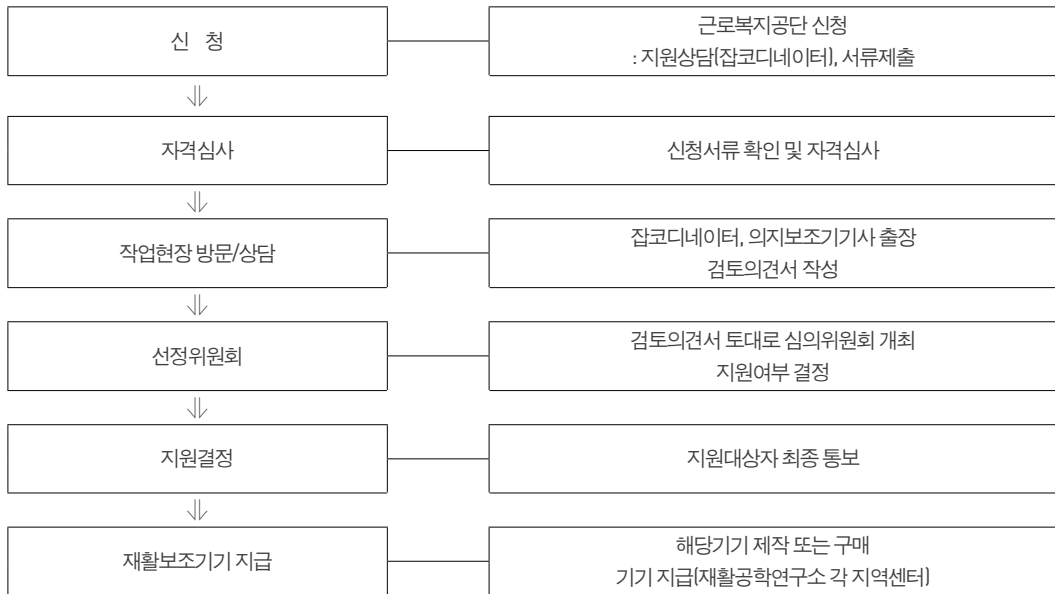 신 청
근로복지공단 신청
: 지원상담(잡코디네이터), 서류제출
자격심사
신청서류 확인 및 자격심사
작업현장 방문/상담
잡코디네이터, 의지보조기기사 출장
검토의견서 작성
선정위원회
검토의견서 토대로 심의위원회 개최
지원여부 결정
지원결정
지원대상자 최종 통보
재활보조기기 지급
해당기기 제작 또는 구매
기기 지급(재활공학연구소 각 지역센터)